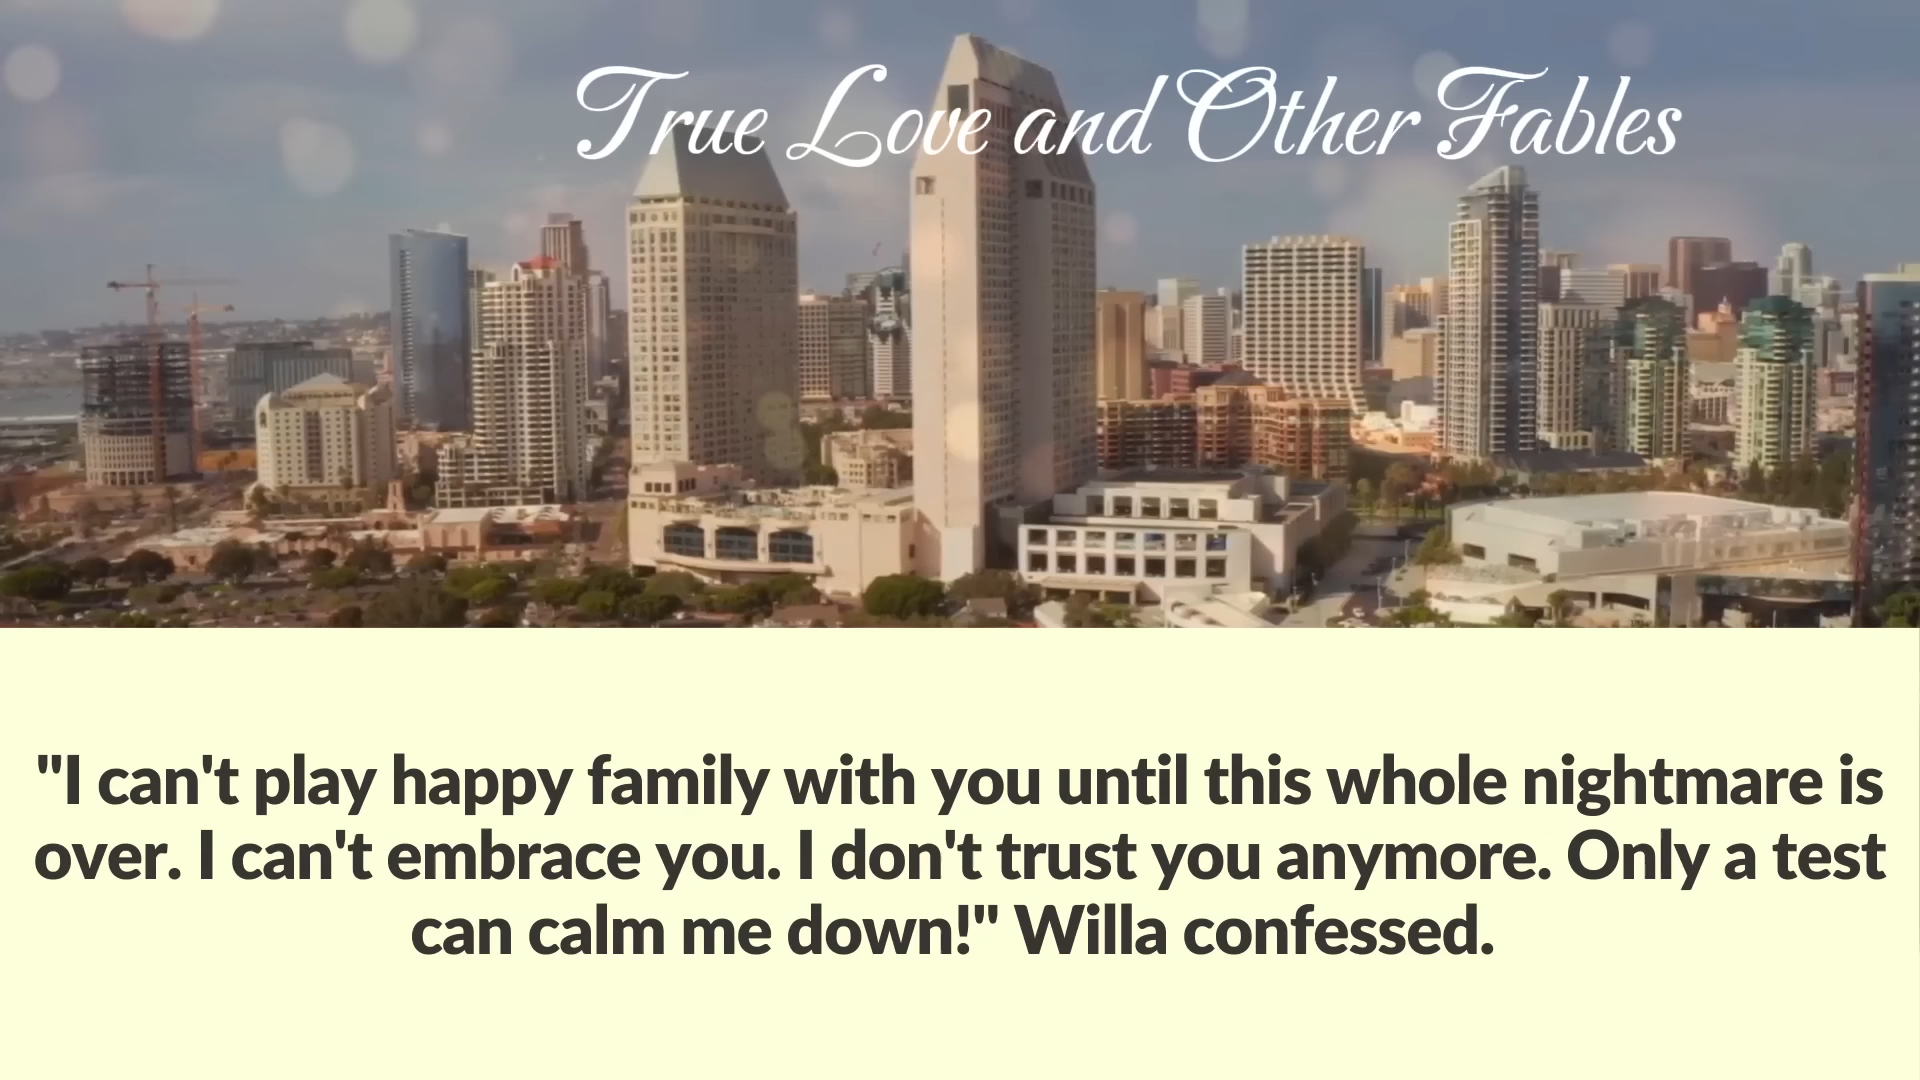 True Love and Other Fables
"I can't play happy family with you until this whole nightmare is
over. I can't embrace you. I don't trust you anymore. Only a test
can calm me down!" Willa confessed.